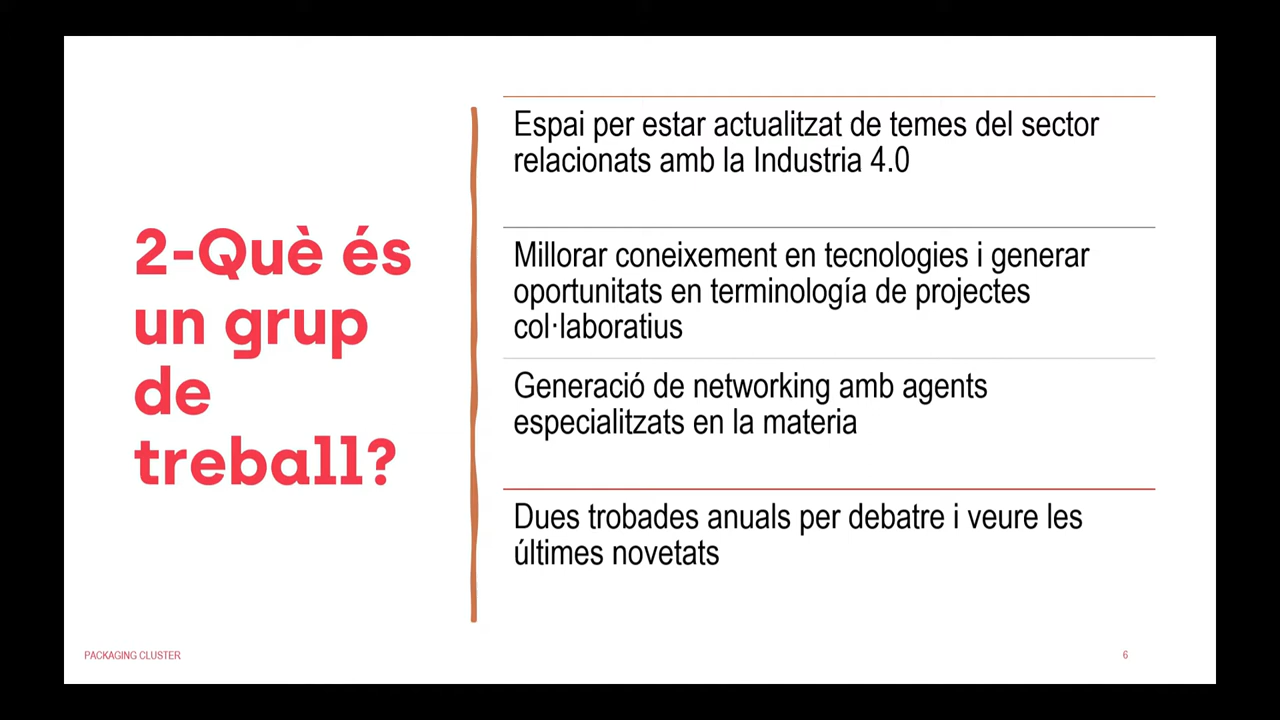 2-Què és
un grup
de
treball?
Espai per estar actualitzat de temes del sector
relacionats amb la Industria 4.0
Millorar coneixement en tecnologies i generar
oportunitats en terminología de projectes
col·laboratius
Generació de networking amb agents
especialitzats en la materia
Dues trobades anuals per debatre i veure les
últimes novetats
PACKAGING CLUSTER
6